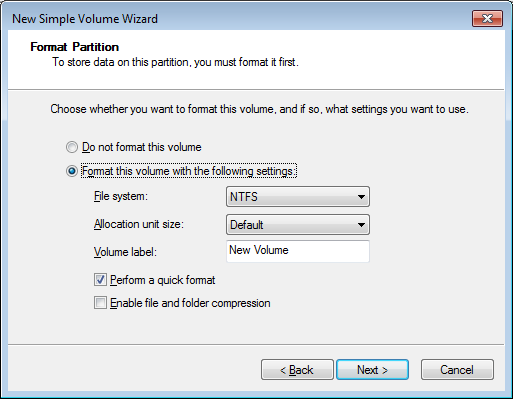 New Simple Volume Wizard
Format Partition
To store data on this partition, you must format it first.
Choose whether you want to format this volume, and if so, what settings you want to use.
Do not format this volume
Format this volume with the following settings:
File system: NTFS
Allocation unit size: Default
Volume label: New Volume
Perform a quick format
Enable file and folder compression
< Back Next > Cancel